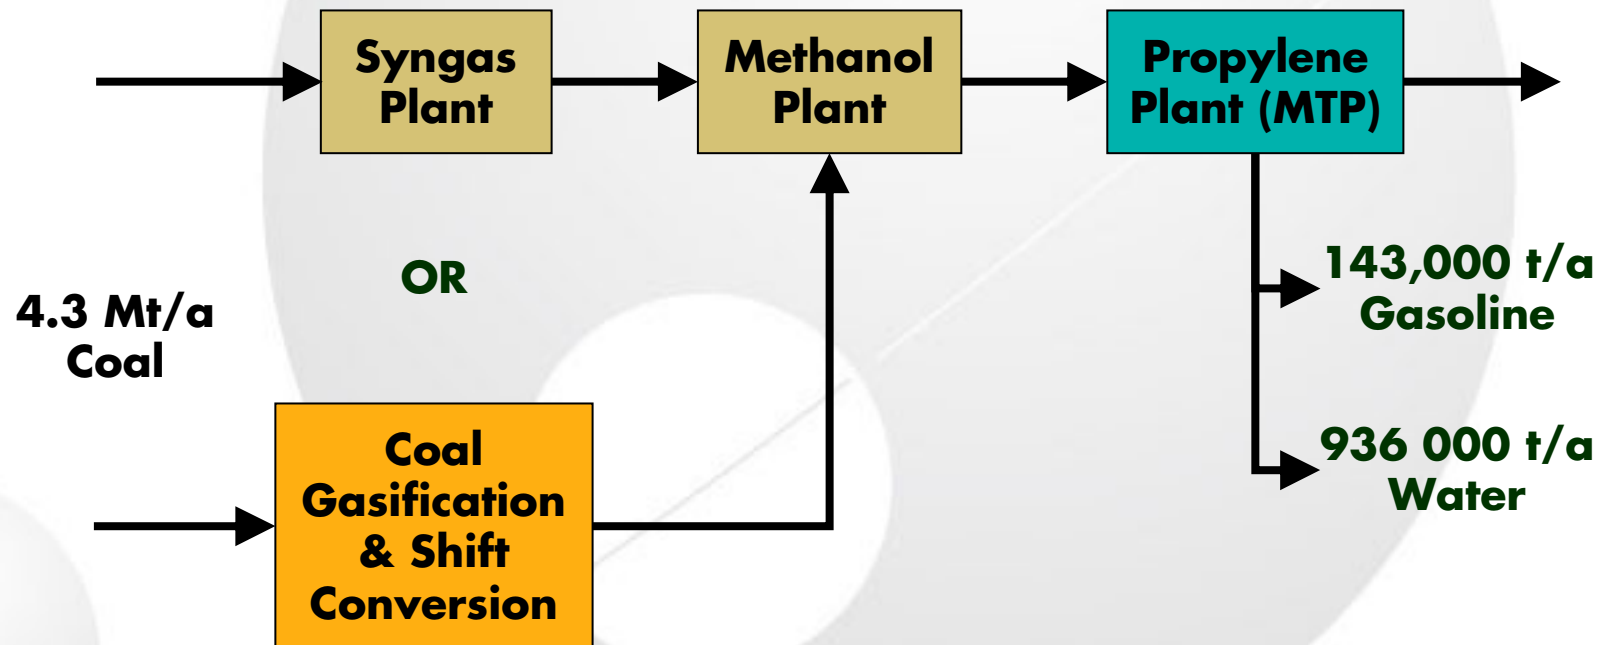 Syngas
Plant
Methanol
Plant
Propylene
Plant (MTP)
OR
4.3 Mt/a
Coal
143,000 t/a
Gasoline
Coal
Gasification
& Shift
Conversion
936 000 t/a
Water